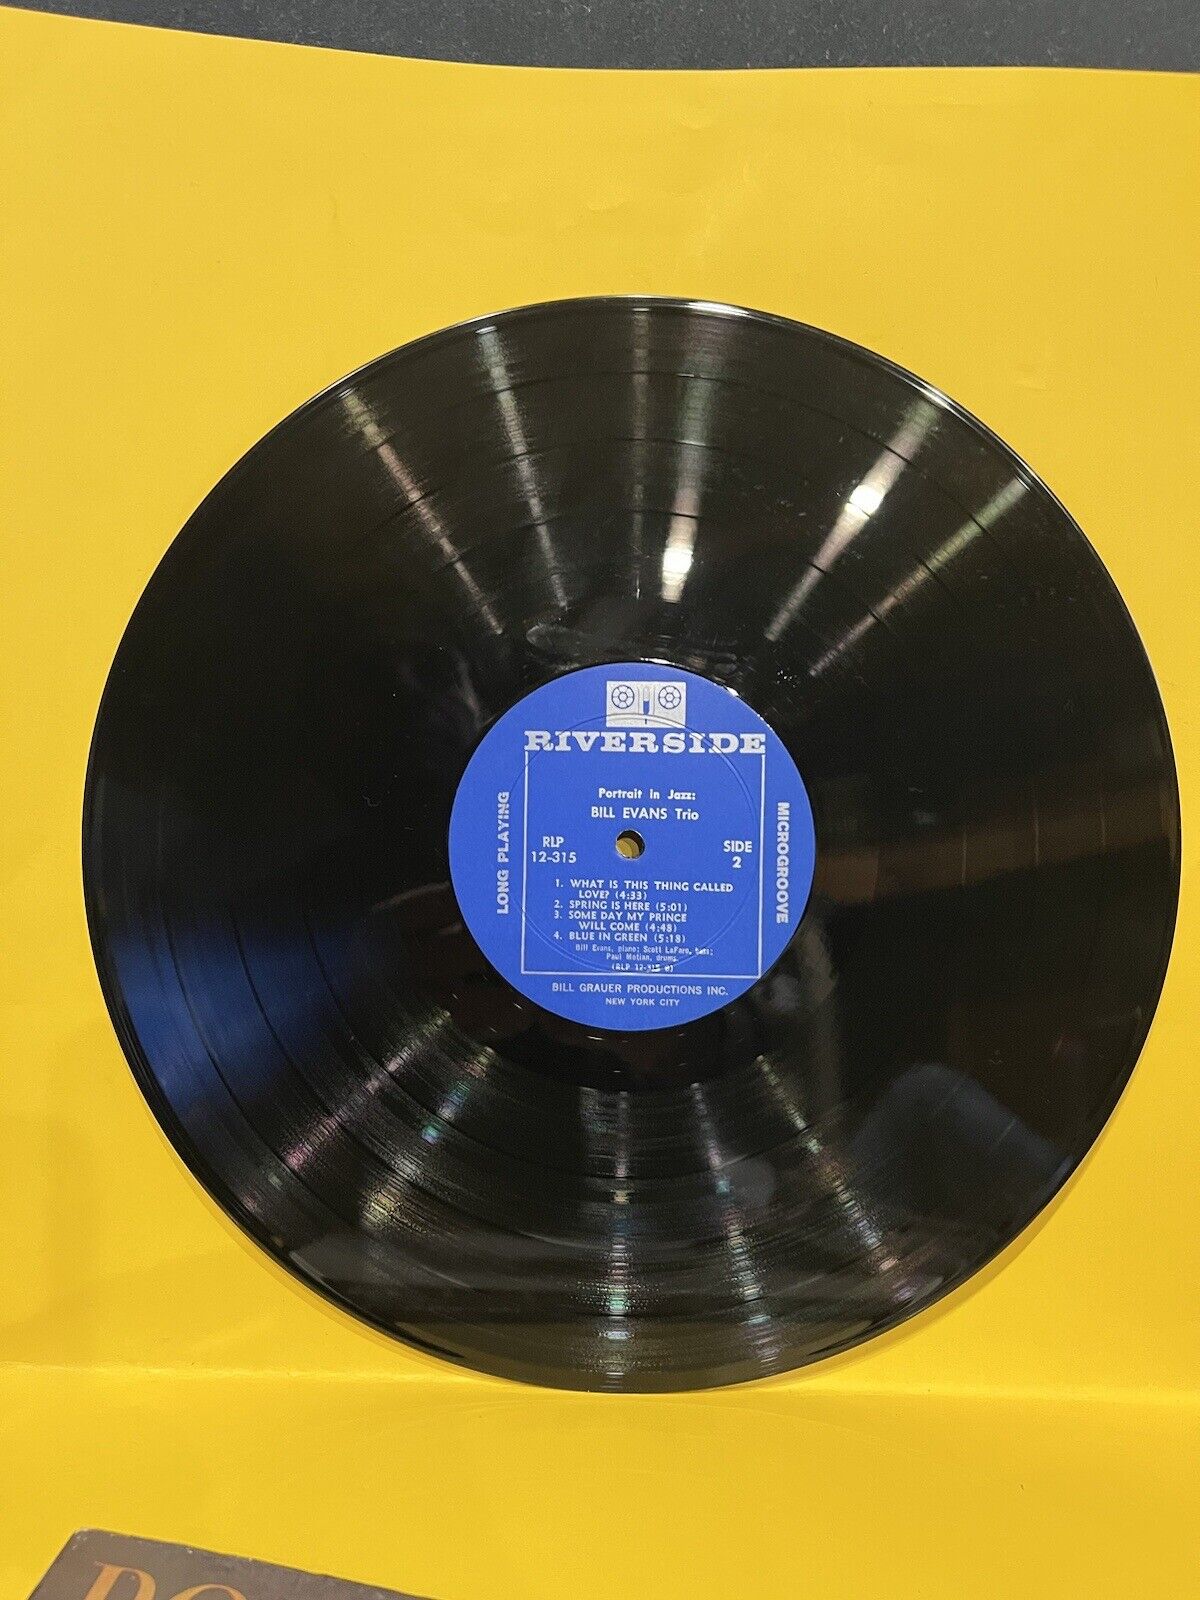 RIVERSIDE
Portrait in Jazz:
BILL EVANS Trio
RLP
12-315
SIDE
2
LONG PLAYING
MICROGROOVE
1. WHAT IS THIS THING CALLED
LOVE? (4:33)
2. SPRING IS HERE (5:01)
3. SOME DAY MY PRINCE
WILL COME (4:48)
4. BLUE IN GREEN (5:18)
Bill Evans, piano; Scott LaFaro, bass;
Paul Motian, drums.
(RLP 12-315
BILL GRAUER PRODUCTIONS INC.
NEW YORK CITY